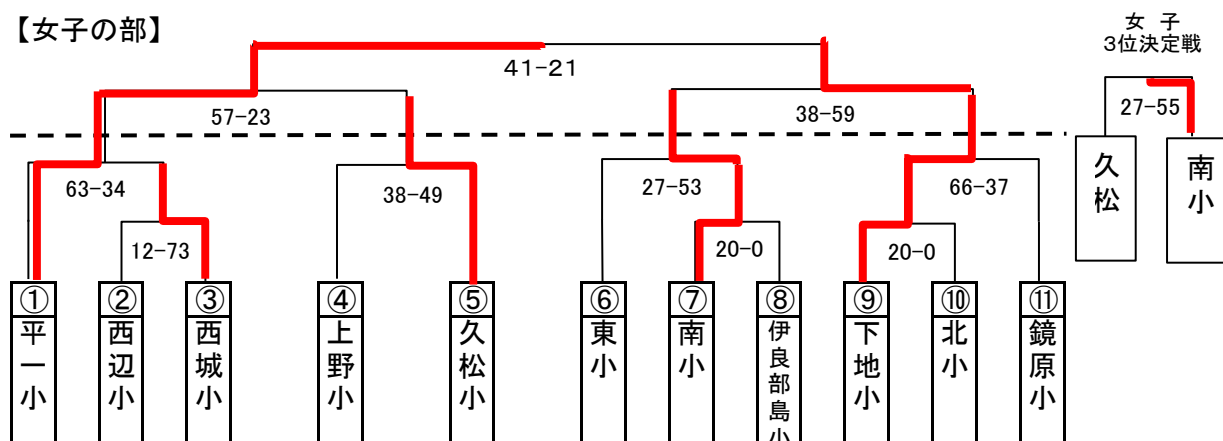 【女子の部】
女 子
3位決定戦
41-21
57-23
38-59
27-55
63-34
38-49
27-53
66-37
12-73
20-0
20-0
久松
南小
① ② ③ ④ ⑤ ⑥ ⑦ ⑧ ⑨ ⑩ ⑪
平一小
西辺小
西城小
上野小
久松小
東小
南小
伊良部島小
下地小
北小
鏡原小